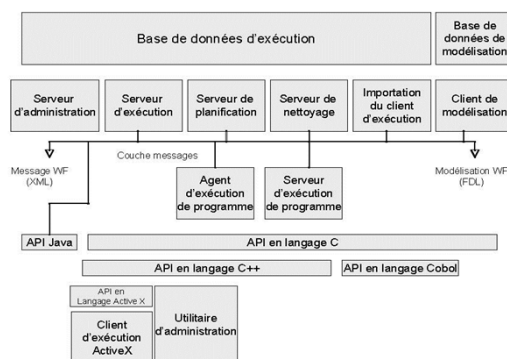 Base de données d'exécution
Base de
données de
modélisation
Serveur
d'administration
Serveur
d'exécution
Serveur de
planification
Serveur de
nettoyage
Importation
du client
d'exécution
Client de
modélisation
Message WF
(XML)
Couche messages
Modélisation WF
(FDL)
Agent
d'exécution
de programme
Serveur
d'exécution
de programme
API Java
API en langage C
API en langage C++
API en langage Cobol
API en
Langage Active X
Client
d'exécution
ActiveX
Utilitaire
d'administration